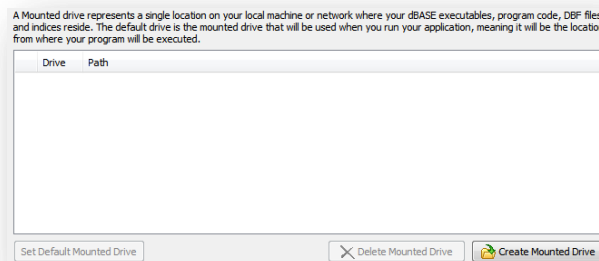 A Mounted drive represents a single location on your local machine or network where your dBASE executables, program code, DBF files
and indices reside. The default drive is the mounted drive that will be used when you run your application, meaning it will be the
from where your program will be executed.
Drive Path
Set Default Mounted Drive Delete Mounted Drive Create Mounted Drive